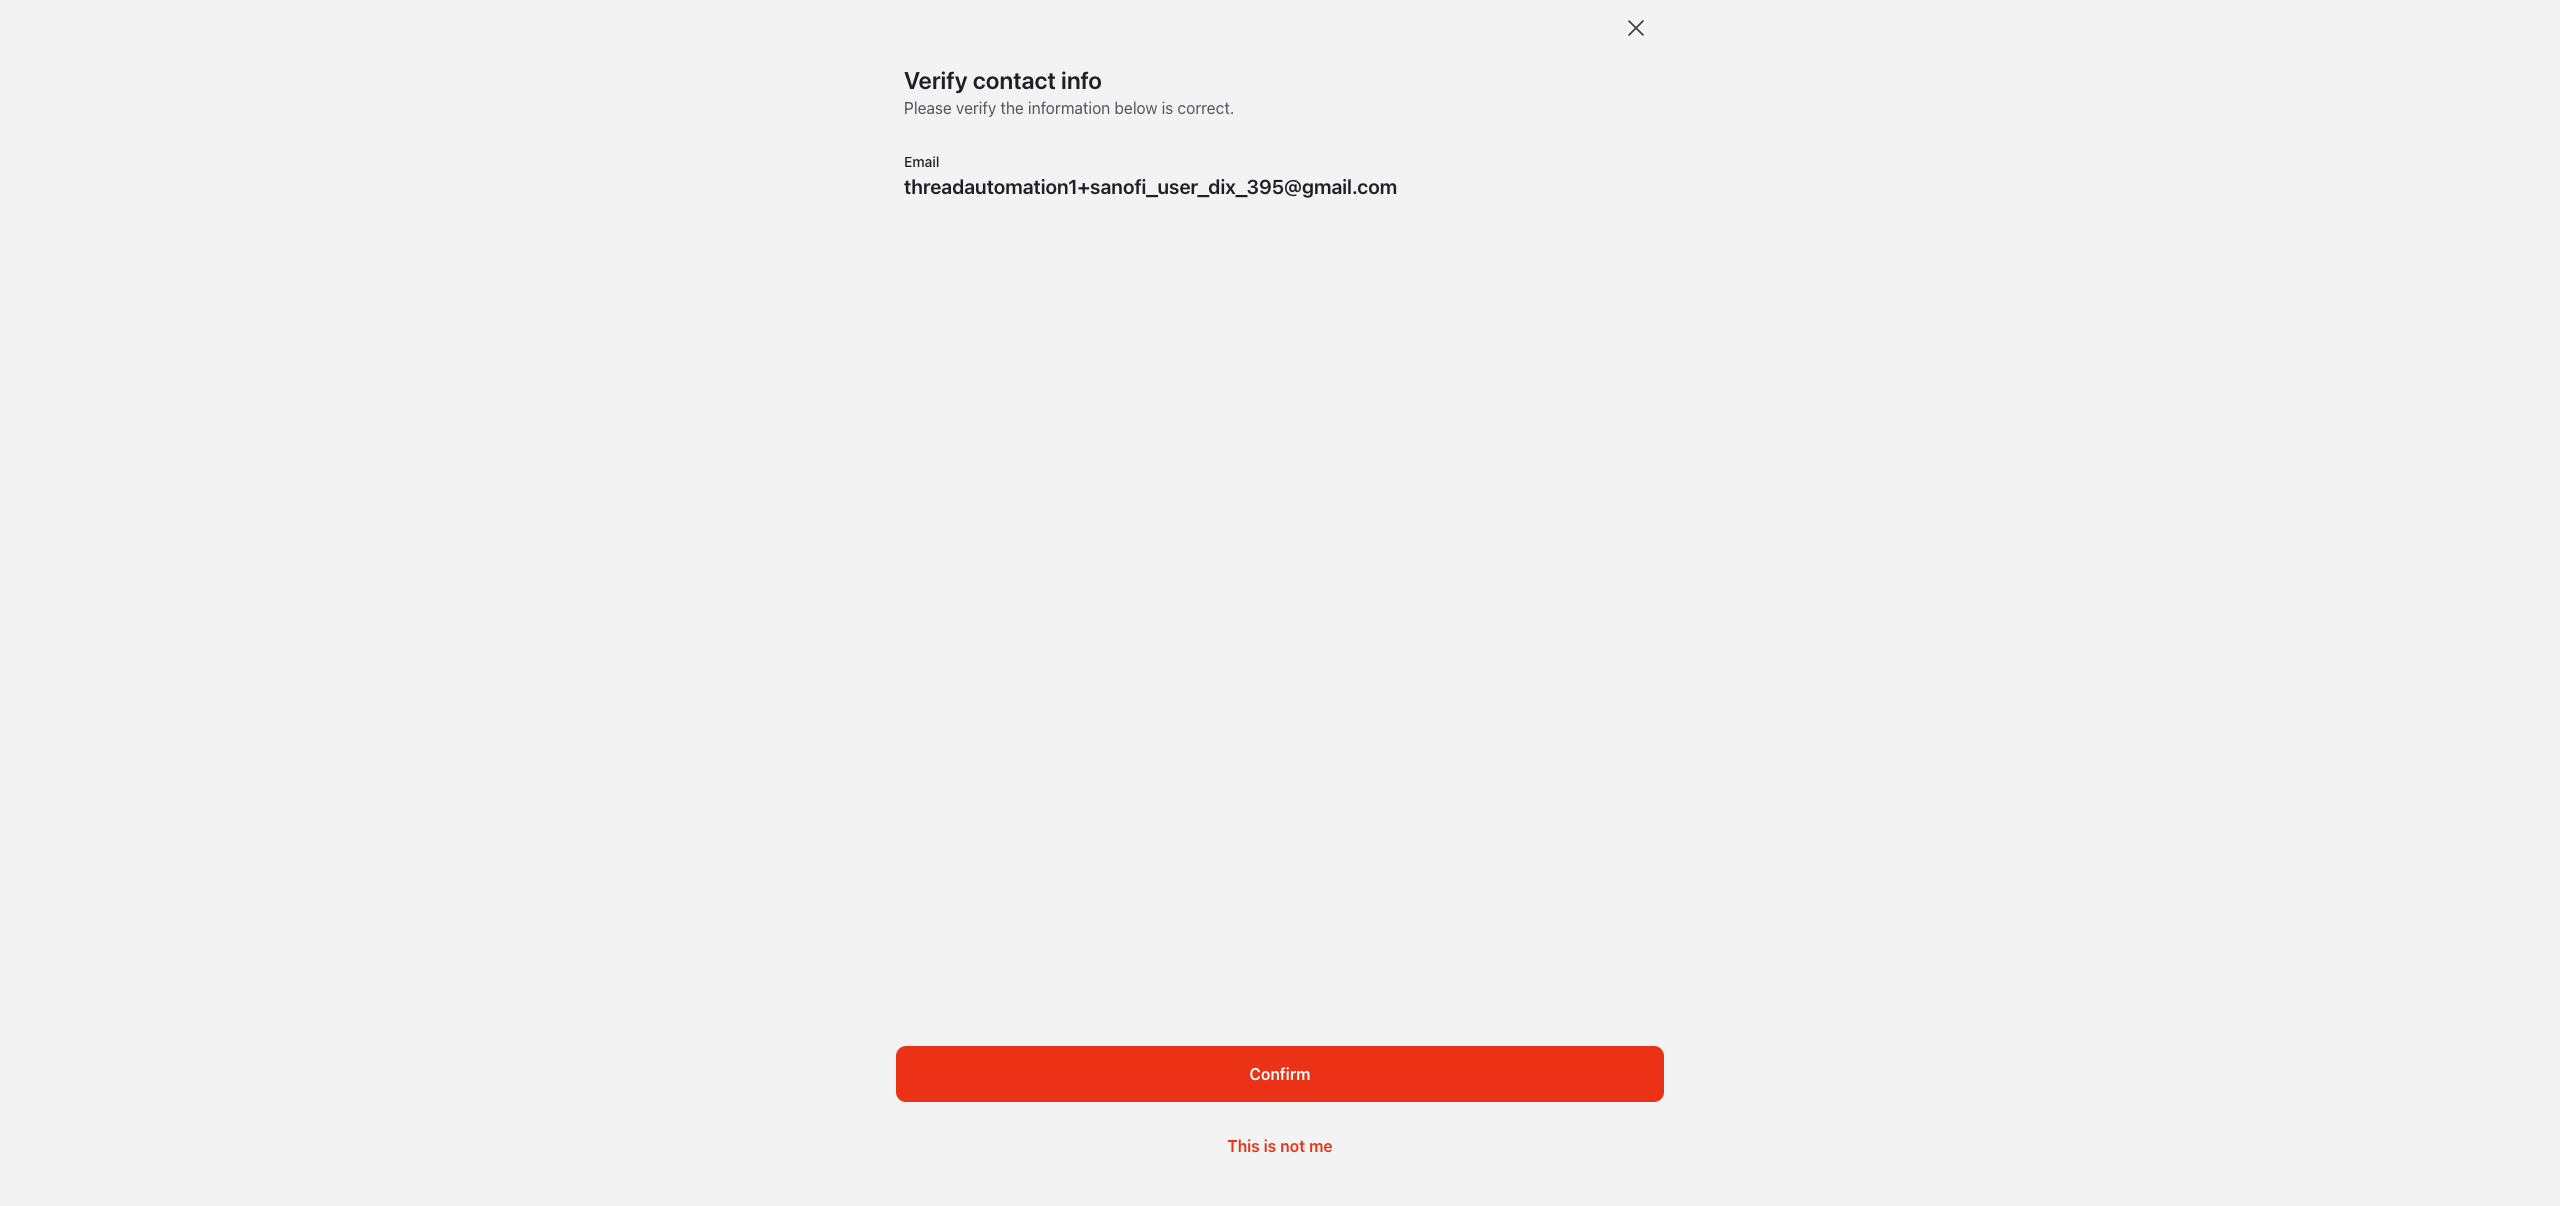 Verify contact info
Please verify the information below is correct.
Email
threadautomation1+sanofi_user_dix_395@gmail.com
Confirm
This is not me